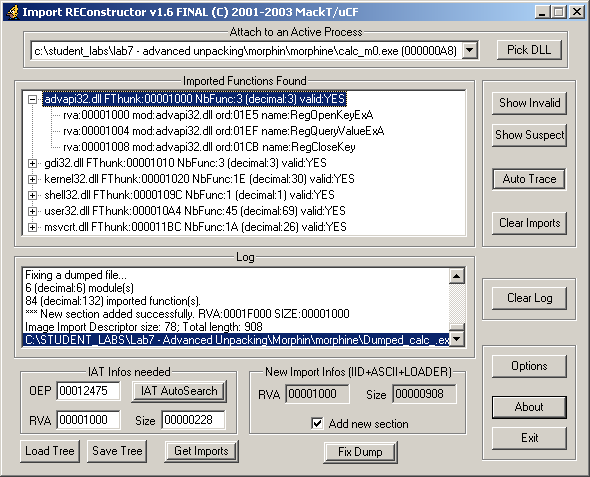 Import REConstructor v1.6 FINAL (C) 2001-2003 MackT/uCF
Attach to an Active Process
c:\student_labs\lab7 - advanced unpacking\morphin\morphine\calc_m0.exe (000000A8)
Pick DLL
Imported Functions Found
advapi32.dll FThunk:00001000 NbFunc:3 (decimal:3) valid:YES
rva:00001000 mod:advapi32.dll ord:01E5 name:RegOpenKeyExA
rva:00001004 mod:advapi32.dll ord:01EF name:RegQueryValueExA
rva:00001008 mod:advapi32.dll ord:01CB name:RegCloseKey
gdi32.dll FThunk:00001010 NbFunc:3 (decimal:3) valid:YES
kernel32.dll FThunk:00001020 NbFunc:1E (decimal:30) valid:YES
shell32.dll FThunk:0000109C NbFunc:1 (decimal:1) valid:YES
user32.dll FThunk:000010A4 NbFunc:45 (decimal:69) valid:YES
msvcrt.dll FThunk:000011BC NbFunc:1A (decimal:26) valid:YES
Show Invalid
Show Suspect
Auto Trace
Clear Imports
Log
Fixing a dumped file...
6 (decimal:6) module(s)
84 (decimal:132) imported function(s).
*** New section added successfully. RVA:0001F000 SIZE:00001000
Image Import Descriptor size: 78; Total length: 908
C:\STUDENT_LABS\Lab7 - Advanced Unpacking\Morphin\morphine\Dumped_calc_.ex
Clear Log
IAT Infos needed
OEP 00012475 IAT AutoSearch
RVA 00001000 Size 00000228
New Import Infos (IID+ASCII+LOADER)
RVA 00001000 Size 00000908
Add new section
Load Tree Save Tree Get Imports Fix Dump
Options
About
Exit